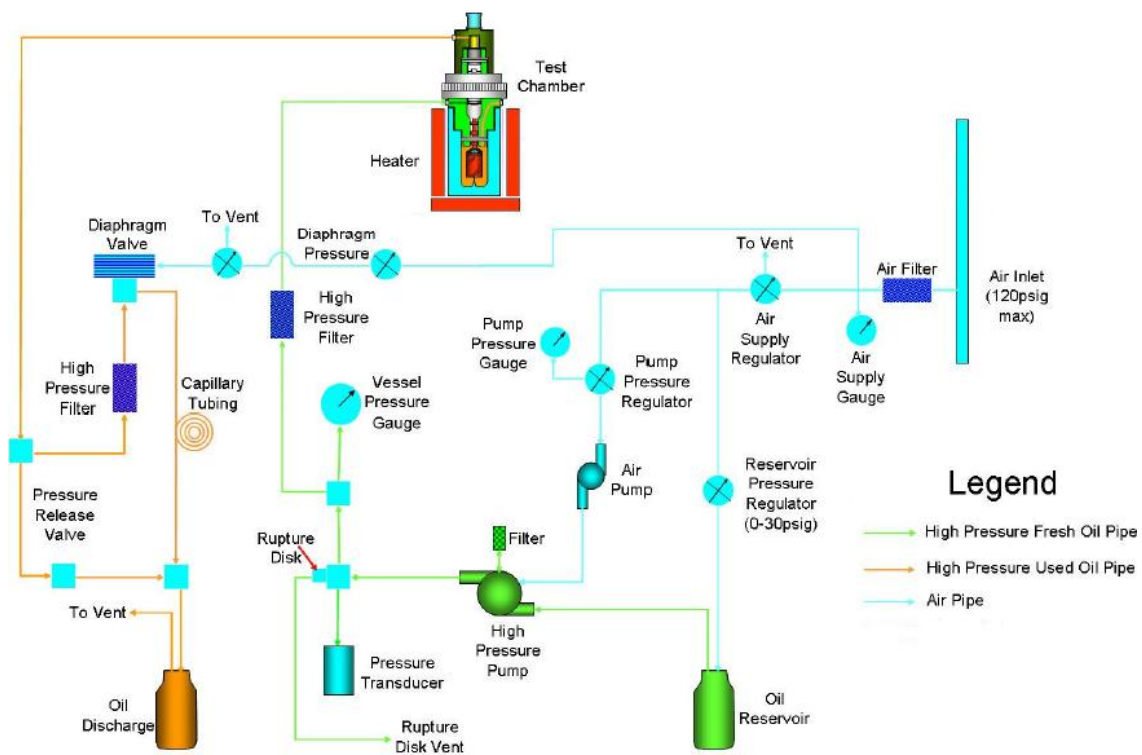 Test
Chamber
Heater
To Vent
Diaphragm
Valve
Diaphragm
Pressure
To Vent
Air Filter
Air Inlet
(120psig
max)
High
Pressure
Filter
Pump
Pressure
Gauge
Air
Supply
Regulator
Air
Supply
Gauge
Pump
Pressure
Regulator
High
Pressure
Filter
Capillary
Tubing
Vessel
Pressure
Gauge
Air
Pump
Reservoir
Pressure
Regulator
(0-30psig)
Pressure
Release
Valve
Rupture
Disk
Filter
Legend
High Pressure Fresh Oil Pipe
High Pressure Used Oil Pipe
Air Pipe
To Vent
High
Pressure
Pump
Pressure
Transducer
Oil
Discharge
Oil
Reservoir
Rupture
Disk Vent